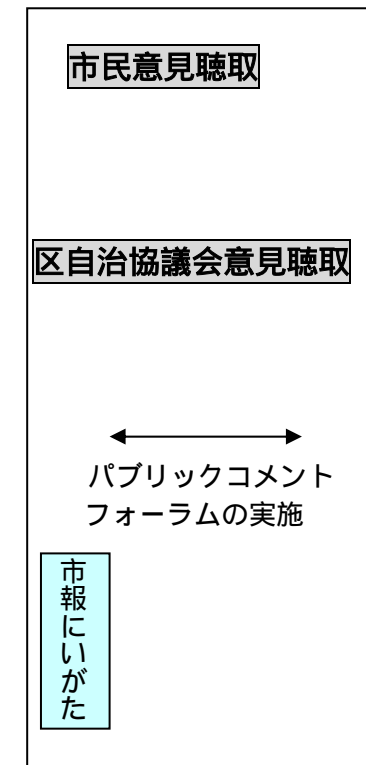 市民意見聴取
区自治協議会意見聴取
パブリックコメント
フォーラムの実施
市報にいがた